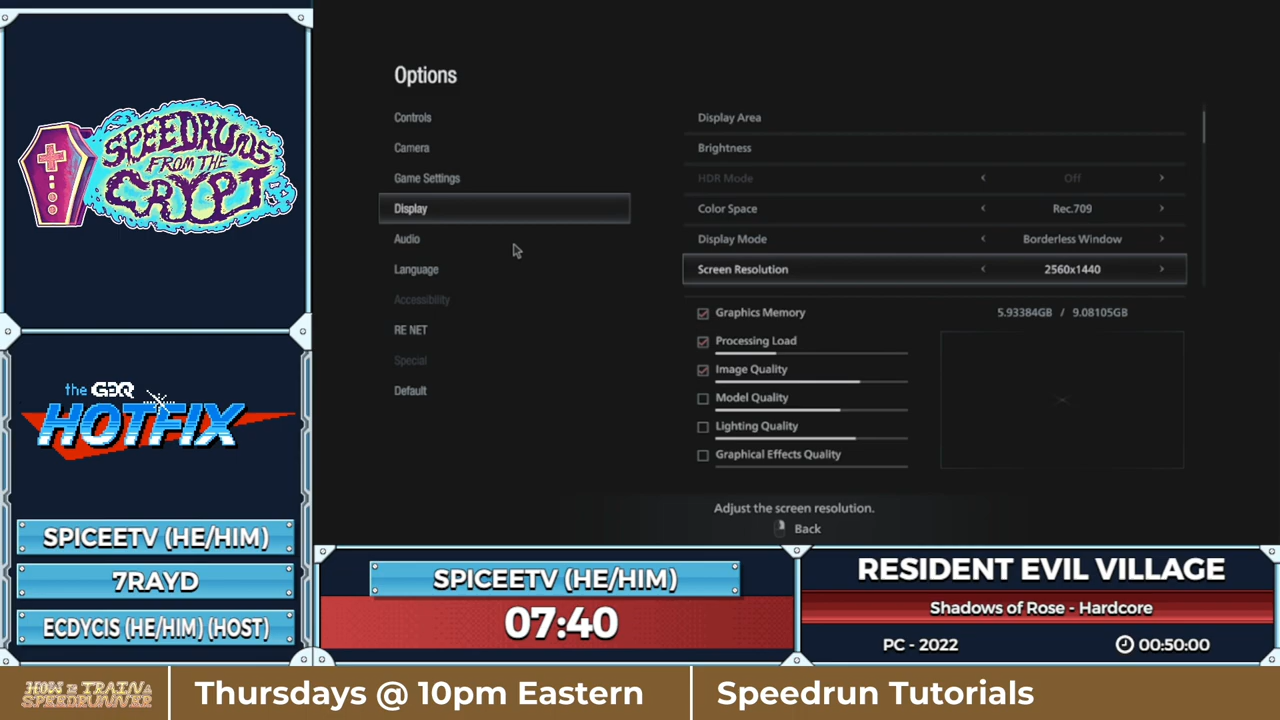 SPEEDRUNS
FROM THE
CRYPT
the GDQ
HOTFIX
SPICEETV (HE/HIM)
7RAYD
ECDYCIS (HE/HIM) (HOST)
Options
Controls
Camera
Game Settings
Display
Audio
Language
Accessibility
RE NET
Special
Default
Display Area
Brightness
HDR Mode < Off >
Color Space < Rec.709 >
Display Mode < Borderless Window >
Screen Resolution < 2560x1440 >
Graphics Memory 5.93384GB / 9.08105GB
Processing Load
Image Quality
Model Quality
Lighting Quality
Graphical Effects Quality
Adjust the screen resolution.
Back
SPICEETV (HE/HIM)
07:40
RESIDENT EVIL VILLAGE
Shadows of Rose - Hardcore
PC - 2022 00:50:00
HOW to TRAIN a
SPEEDRUNNER
Thursdays @ 10pm Eastern
Speedrun Tutorials